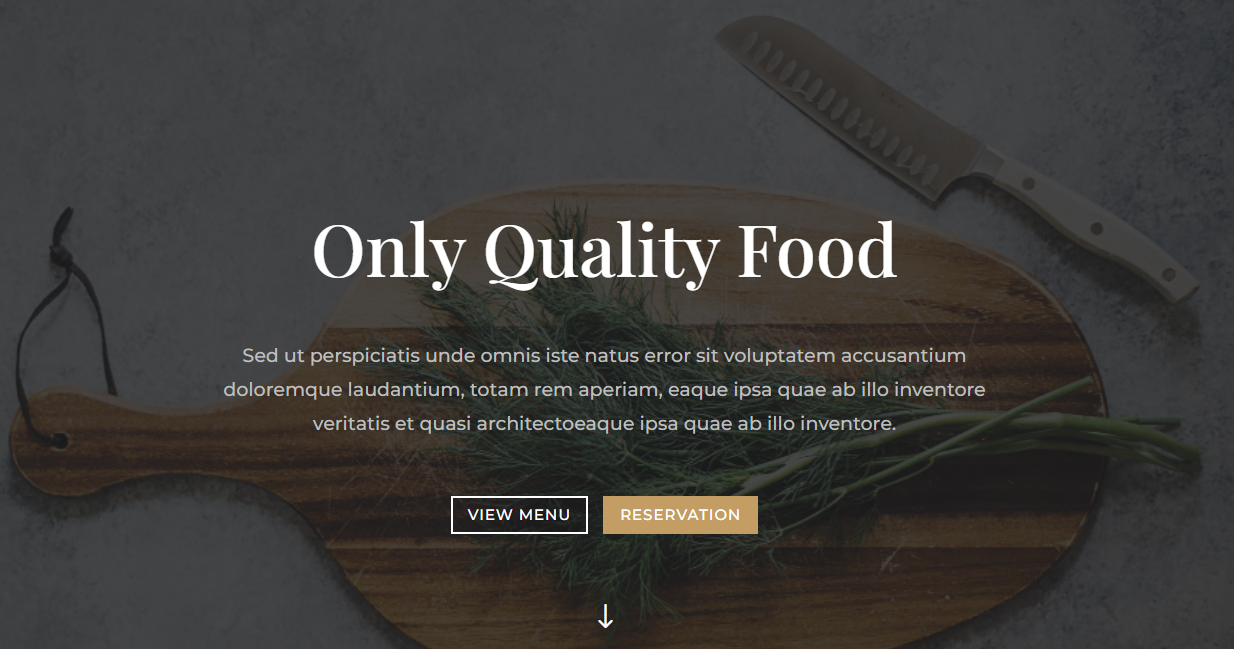 Only Quality Food
Sed ut perspiciatis unde omnis iste natus error sit voluptatem accusantium
doloremque laudantium, totam rem aperiam, eaque ipsa quae ab illo inventore
veritatis et quasi architectoeaque ipsa quae ab illo inventore.
VIEW MENU RESERVATION